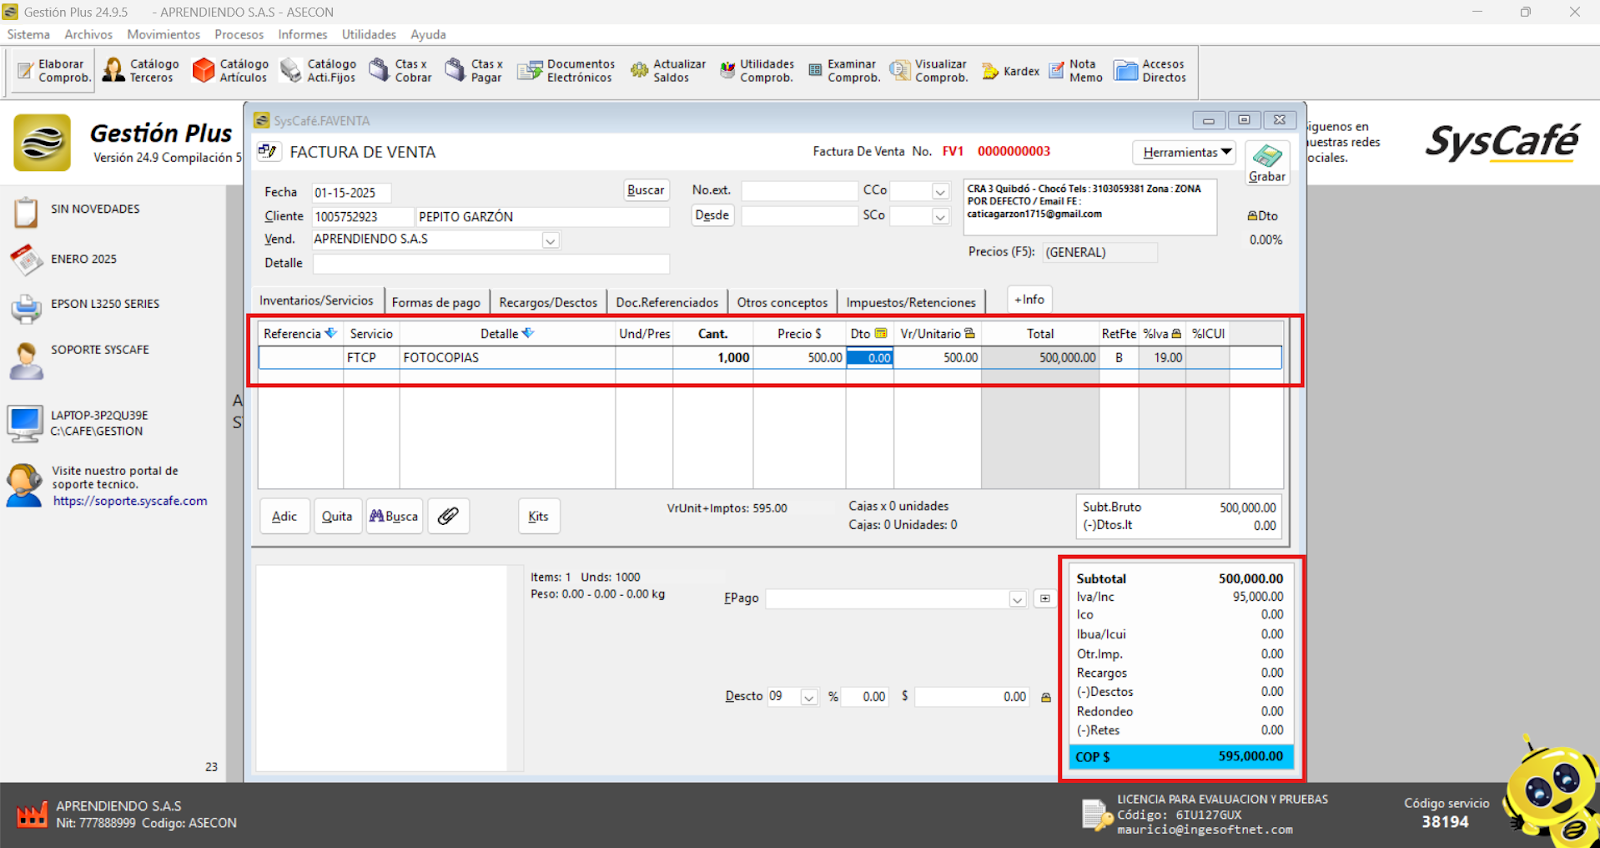 Gestión Plus 24.9.5 - APRENDIENDO S.A.S - ASECON
Sistema Archivos Movimientos Procesos Informes Utilidades Ayuda
Elaborar Comprob.
Catálogo Terceros
Catálogo Artículos
Catálogo Acti.Fijos
Ctas x Cobrar
Ctas x Pagar
Documentos Electrónicos
Actualizar Saldos
Utilidades Comprob.
Examinar Comprob.
Visualizar Comprob.
Kardex
Nota Memo
Accesos Directos
Gestión Plus
Versión 24.9 Compilación 5
SIN NOVEDADES
ENERO 2025
EPSON L3250 SERIES
SOPORTE SYSCAFE
LAPTOP-3P2QU39E
C:\CAFE\GESTION
Visite nuestro portal de
soporte tecnico.
https://soporte.syscafe.com
23
A
S
íguenos en
uestras redes
ociales.
SysCafé
SysCafé.FAVENTA
FACTURA DE VENTA
Factura De Venta No. FV1 0000000003
Herramientas
Grabar
Fecha 01-15-2025 Buscar No.ext. CCo
Cliente 1005752923 PEPITO GARZÓN Desde SCo
Vend. APRENDIENDO S.A.S
Detalle
CRA 3 Quibdó - Chocó Tels : 3103059381 Zona : ZONA
POR DEFECTO / Email FE :
caticagarzon1715@gmail.com
Precios (F5): (GENERAL)
Dto
0.00%
Inventarios/Servicios Formas de pago Recargos/Desctos Doc.Referenciados Otros conceptos Impuestos/Retenciones +Info
Referencia Servicio Detalle Und/Pres Cant. Precio $ Dto Vr/Unitario Total RetFte %Iva %ICUI
FTCP FOTOCOPIAS 1,000 500.00 0.00 500.00 500,000.00 B 19.00
Adic Quita Busca Kits
VrUnit+Imptos: 595.00
Cajas x 0 unidades
Cajas: 0 Unidades: 0
Subt.Bruto 500,000.00
(-)Dtos.It 0.00
Items: 1 Unds: 1000
Peso: 0.00 - 0.00 - 0.00 kg
FPago
Descto 09 % 0.00 $ 0.00
Subtotal 500,000.00
Iva/Inc 95,000.00
Ico 0.00
Ibua/Icui 0.00
Otr.Imp. 0.00
Recargos 0.00
(-)Desctos 0.00
Redondeo 0.00
(-)Retes 0.00
COP $ 595,000.00
APRENDIENDO S.A.S
Nit: 777888999 Codigo: ASECON
LICENCIA PARA EVALUACION Y PRUEBAS
Código: 6IU127GUX
mauricio@ingesoftnet.com
Código servicio
38194